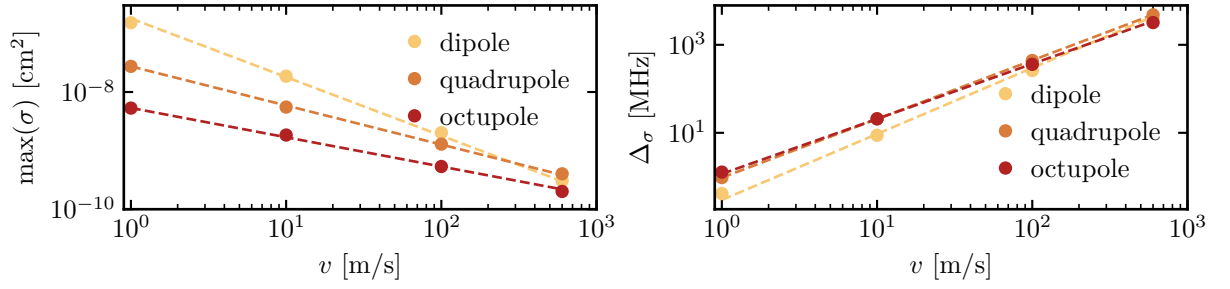 max(σ) [cm²]
10⁻⁸
10⁻¹⁰
dipole
quadrupole
octupole
10⁰ 10¹ 10² 10³
v [m/s]
Δσ [MHz]
10³
10¹
dipole
quadrupole
octupole
10⁰ 10¹ 10² 10³
v [m/s]